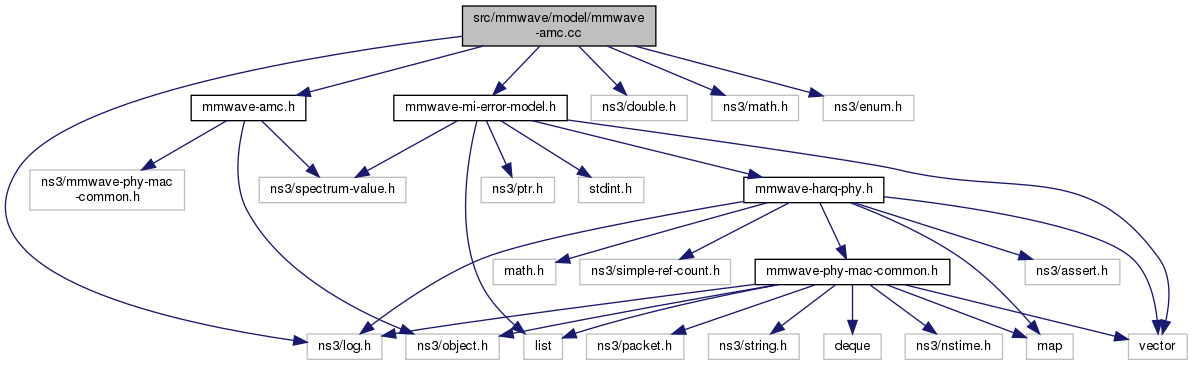 src/mmwave/model/mmwave
-amc.cc
mmwave-amc.h
mmwave-mi-error-model.h
ns3/double.h
ns3/math.h
ns3/enum.h
ns3/mmwave-phy-mac
-common.h
ns3/spectrum-value.h
ns3/ptr.h
stdint.h
mmwave-harq-phy.h
math.h
ns3/simple-ref-count.h
mmwave-phy-mac-common.h
ns3/assert.h
ns3/log.h
ns3/object.h
list
ns3/packet.h
ns3/string.h
deque
ns3/nstime.h
map
vector